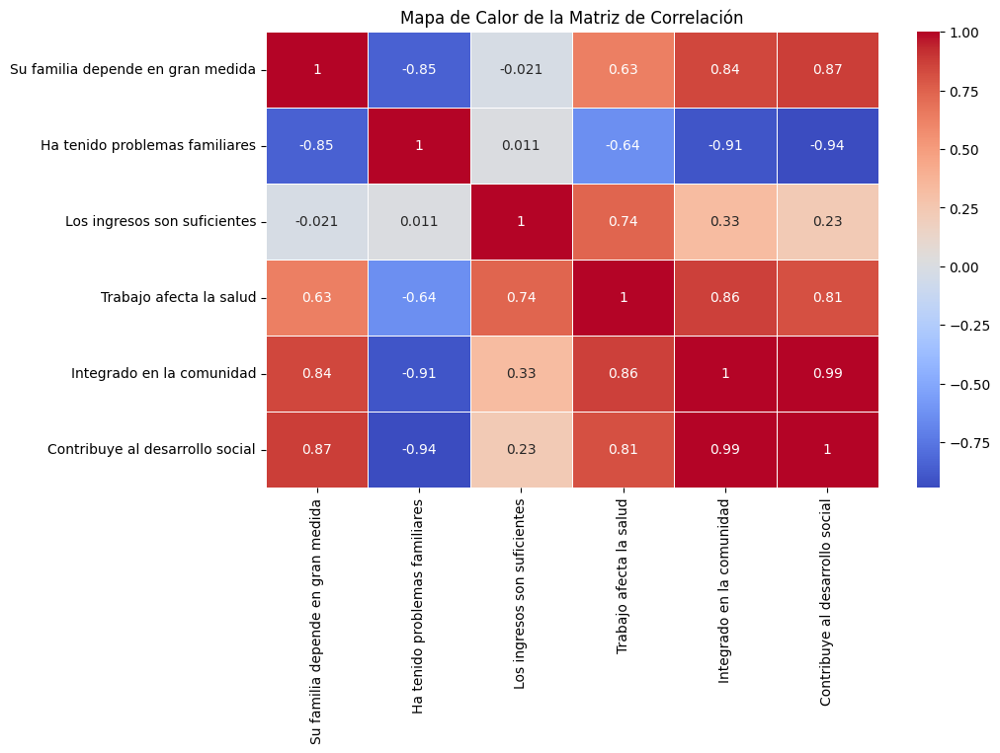 Mapa de Calor de la Matriz de Correlación
Su familia depende en gran medida 1 -0.85 -0.021 0.63 0.84 0.87
Ha tenido problemas familiares -0.85 1 0.011 -0.64 -0.91 -0.94
Los ingresos son suficientes -0.021 0.011 1 0.74 0.33 0.23
Trabajo afecta la salud 0.63 -0.64 0.74 1 0.86 0.81
Integrado en la comunidad 0.84 -0.91 0.33 0.86 1 0.99
Contribuye al desarrollo social 0.87 -0.94 0.23 0.81 0.99 1
Su familia depende en gran medida
Ha tenido problemas familiares
Los ingresos son suficientes
Trabajo afecta la salud
Integrado en la comunidad
Contribuye al desarrollo social
1.00
0.75
0.50
0.25
0.00
−0.25
−0.50
−0.75